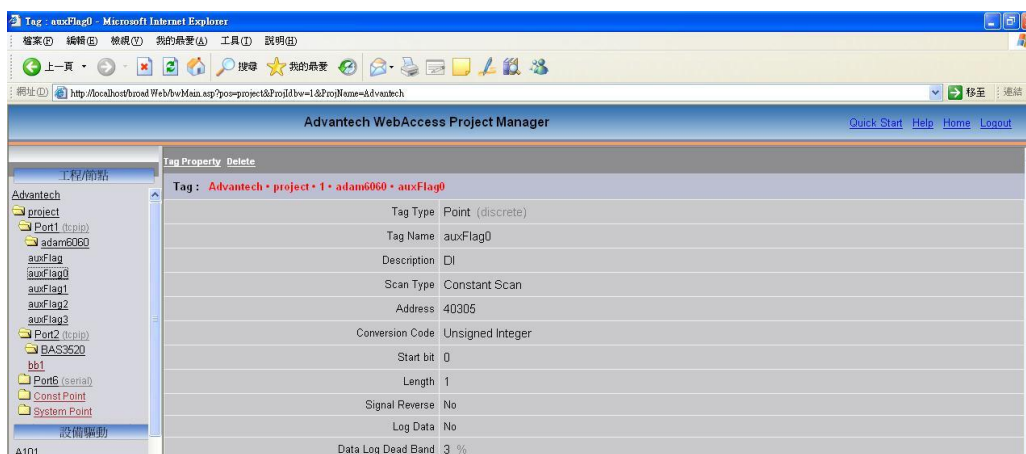 Tag : auxFlag0 - Microsoft Internet Explorer
檔案(F) 編輯(E) 檢視(V) 我的最愛(A) 工具(T) 說明(H)
上一頁 搜尋 我的最愛
網址(D) http://localhost/broadWeb/bwMain.asp?pos=project&ProjIdbw=1&ProjName=Advantech 移至 連結
Advantech WebAccess Project Manager
Quick Start Help Home Logout
Tag Property Delete
工程/節點
Advantech
project
Port1 (tcpip)
adam6060
auxFlag
auxFlag0
auxFlag1
auxFlag2
auxFlag3
Port2 (tcpip)
BAS3520
bb1
Port6 (serial)
Const Point
System Point
設備驅動
A101
Tag : Advantech • project • 1 • adam6060 • auxFlag0
Tag Type Point (discrete)
Tag Name auxFlag0
Description DI
Scan Type Constant Scan
Address 40305
Conversion Code Unsigned Integer
Start bit 0
Length 1
Signal Reverse No
Log Data No
Data Log Dead Band 3 %